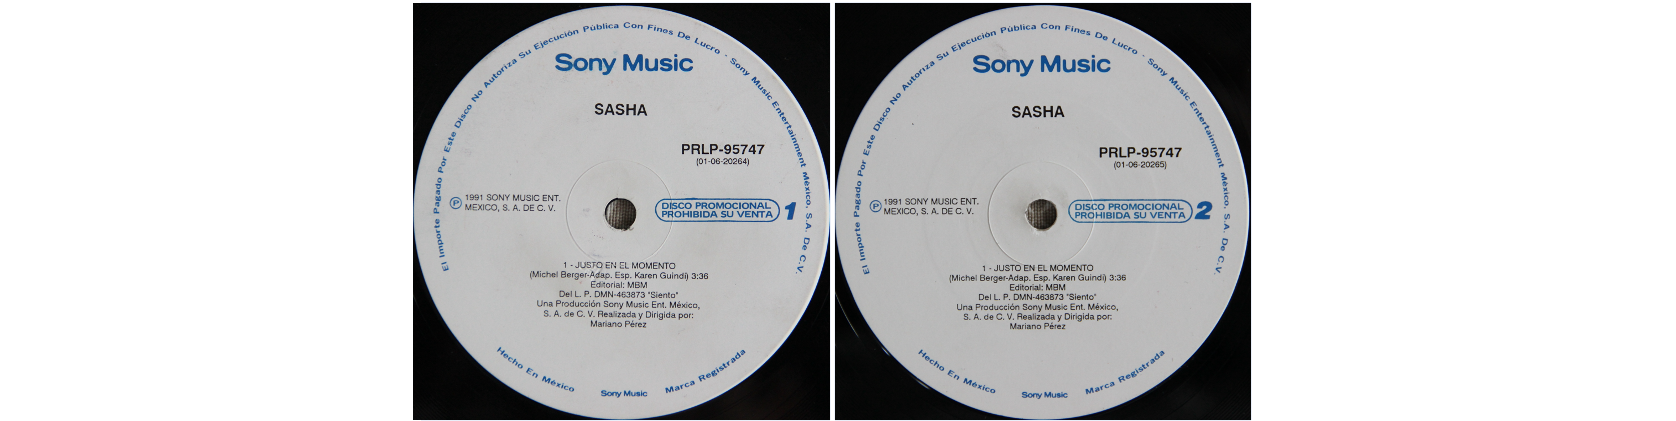 El Importe Pagado Por Este Disco No Autoriza Su Ejecución Pública Con Fines De Lucro - Sony Music Entertainment México, S.A. De C.V.
Sony Music
SASHA
PRLP-95747
(01-06-20264)
℗ 1991 SONY MUSIC ENT.
MEXICO, S. A. DE C. V.
DISCO PROMOCIONAL
PROHIBIDA SU VENTA
1
1 - JUSTO EN EL MOMENTO
(Michel Berger-Adap. Esp. Karen Guindi) 3:36
Editorial: MBM
Del L. P. DMN-463873 "Siento"
Una Producción Sony Music Ent. México,
S. A. de C. V. Realizada y Dirigida por:
Mariano Pérez
Hecho En México
Sony Music
Marca Registrada
El Importe Pagado Por Este Disco No Autoriza Su Ejecución Pública Con Fines De Lucro - Sony Music Entertainment México, S.A. De C.V.
Sony Music
SASHA
PRLP-95747
(01-06-20265)
℗ 1991 SONY MUSIC ENT.
MÉXICO, S. A. DE C. V.
DISCO PROMOCIONAL
PROHIBIDA SU VENTA
2
1 - JUSTO EN EL MOMENTO
(Michel Berger-Adap. Esp. Karen Guindi) 3:36
Editorial: MBM
Del L. P. DMN-463873 "Siento"
Una Producción Sony Music Ent. México,
S. A. de C. V. Realizada y Dirigida por:
Mariano Pérez
Hecho En México
Sony Music
Marca Registrada